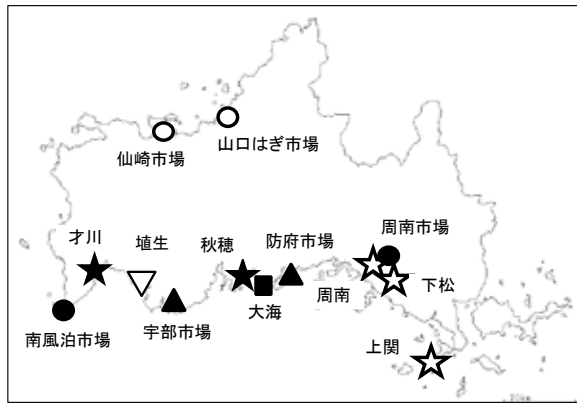 山口はぎ市場
仙崎市場
周南市場
才川
埴生
秋穂
防府市場
周南
下松
大海
南風泊市場
宇部市場
上関